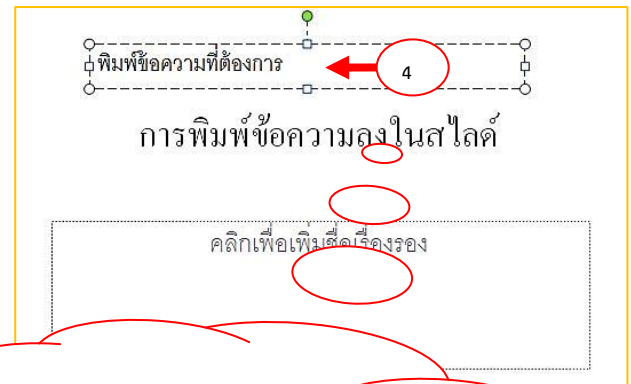 พิมพ์ข้อความที่ต้องการ
4
การพิมพ์ข้อความลงในสไลด์
คลิกเพื่อเพิ่มชื่อเรื่องรอง